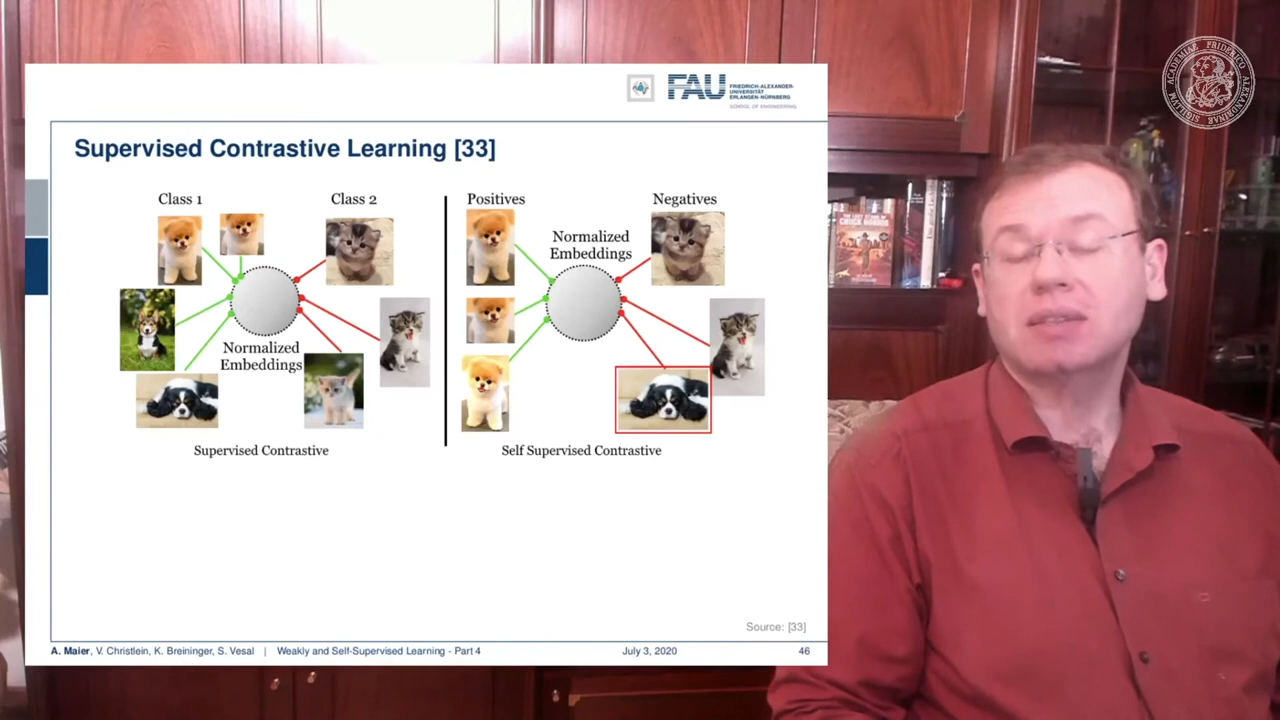 FAU
FRIEDRICH-ALEXANDER-
UNIVERSITÄT
ERLANGEN-NÜRNBERG
SCHOOL OF ENGINEERING
Supervised Contrastive Learning [33]
Class 1
Class 2
Normalized
Embeddings
Supervised Contrastive
Positives
Negatives
Normalized
Embeddings
Self Supervised Contrastive
Source: [33]
A. Maier, V. Christlein, K. Breininger, S. Vesal | Weakly and Self-Supervised Learning - Part 4
July 3, 2020
46